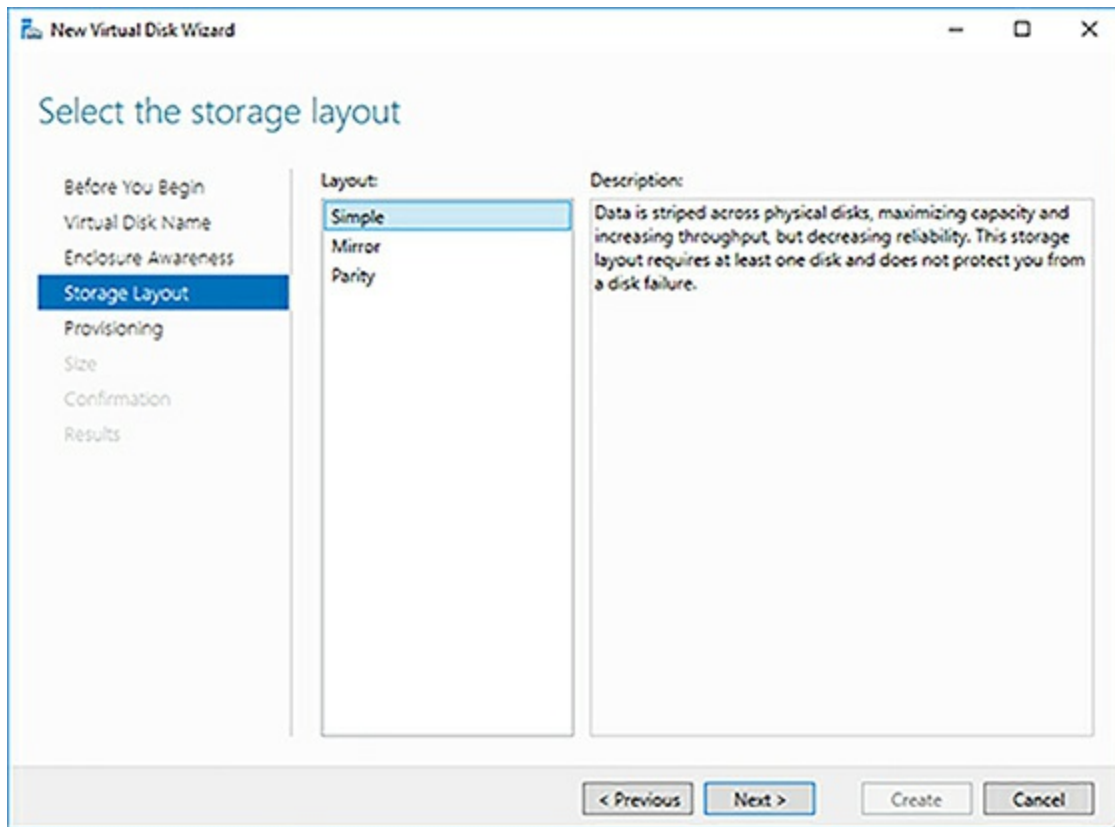 New Virtual Disk Wizard
Select the storage layout
Before You Begin
Virtual Disk Name
Enclosure Awareness
Storage Layout
Provisioning
Size
Confirmation
Results
Layout:
Simple
Mirror
Parity
Description:
Data is striped across physical disks, maximizing capacity and
increasing throughput, but decreasing reliability. This storage
layout requires at least one disk and does not protect you from
a disk failure.
< Previous
Next >
Create
Cancel